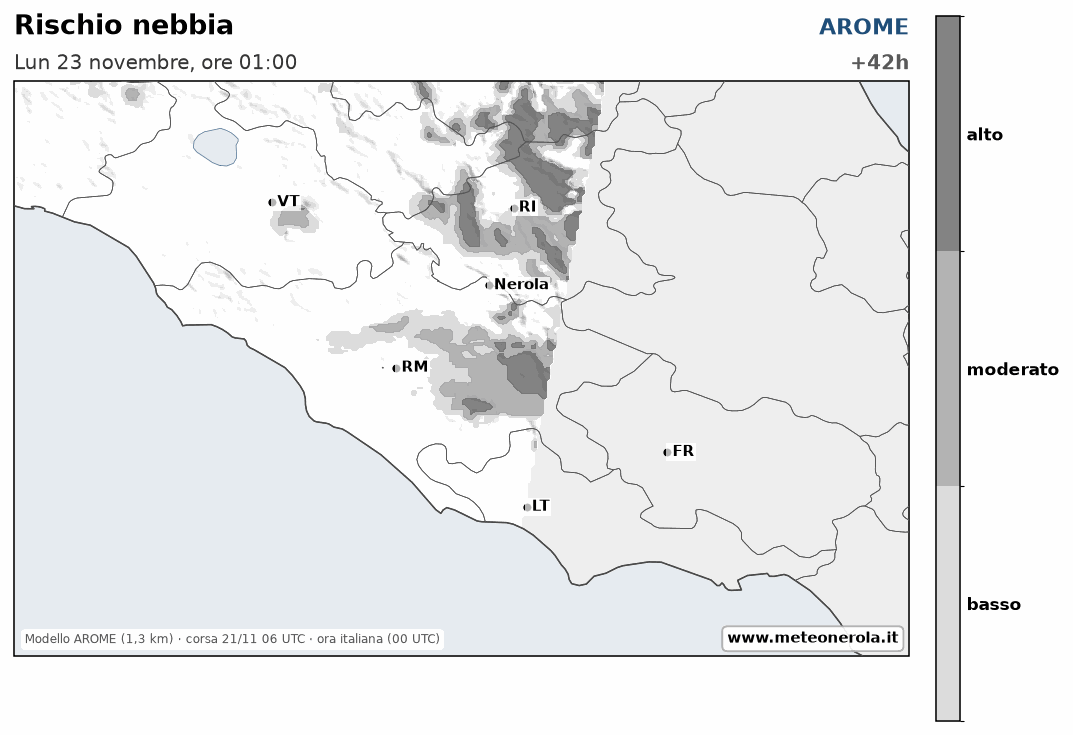 Rischio nebbia
AROME
Lun 23 novembre, ore 01:00
+42h
alto
VT
RI
Nerola
RM
moderato
FR
LT
basso
Modello AROME (1,3 km) · corsa 21/11 06 UTC · ora italiana (00 UTC)
www.meteonerola.it